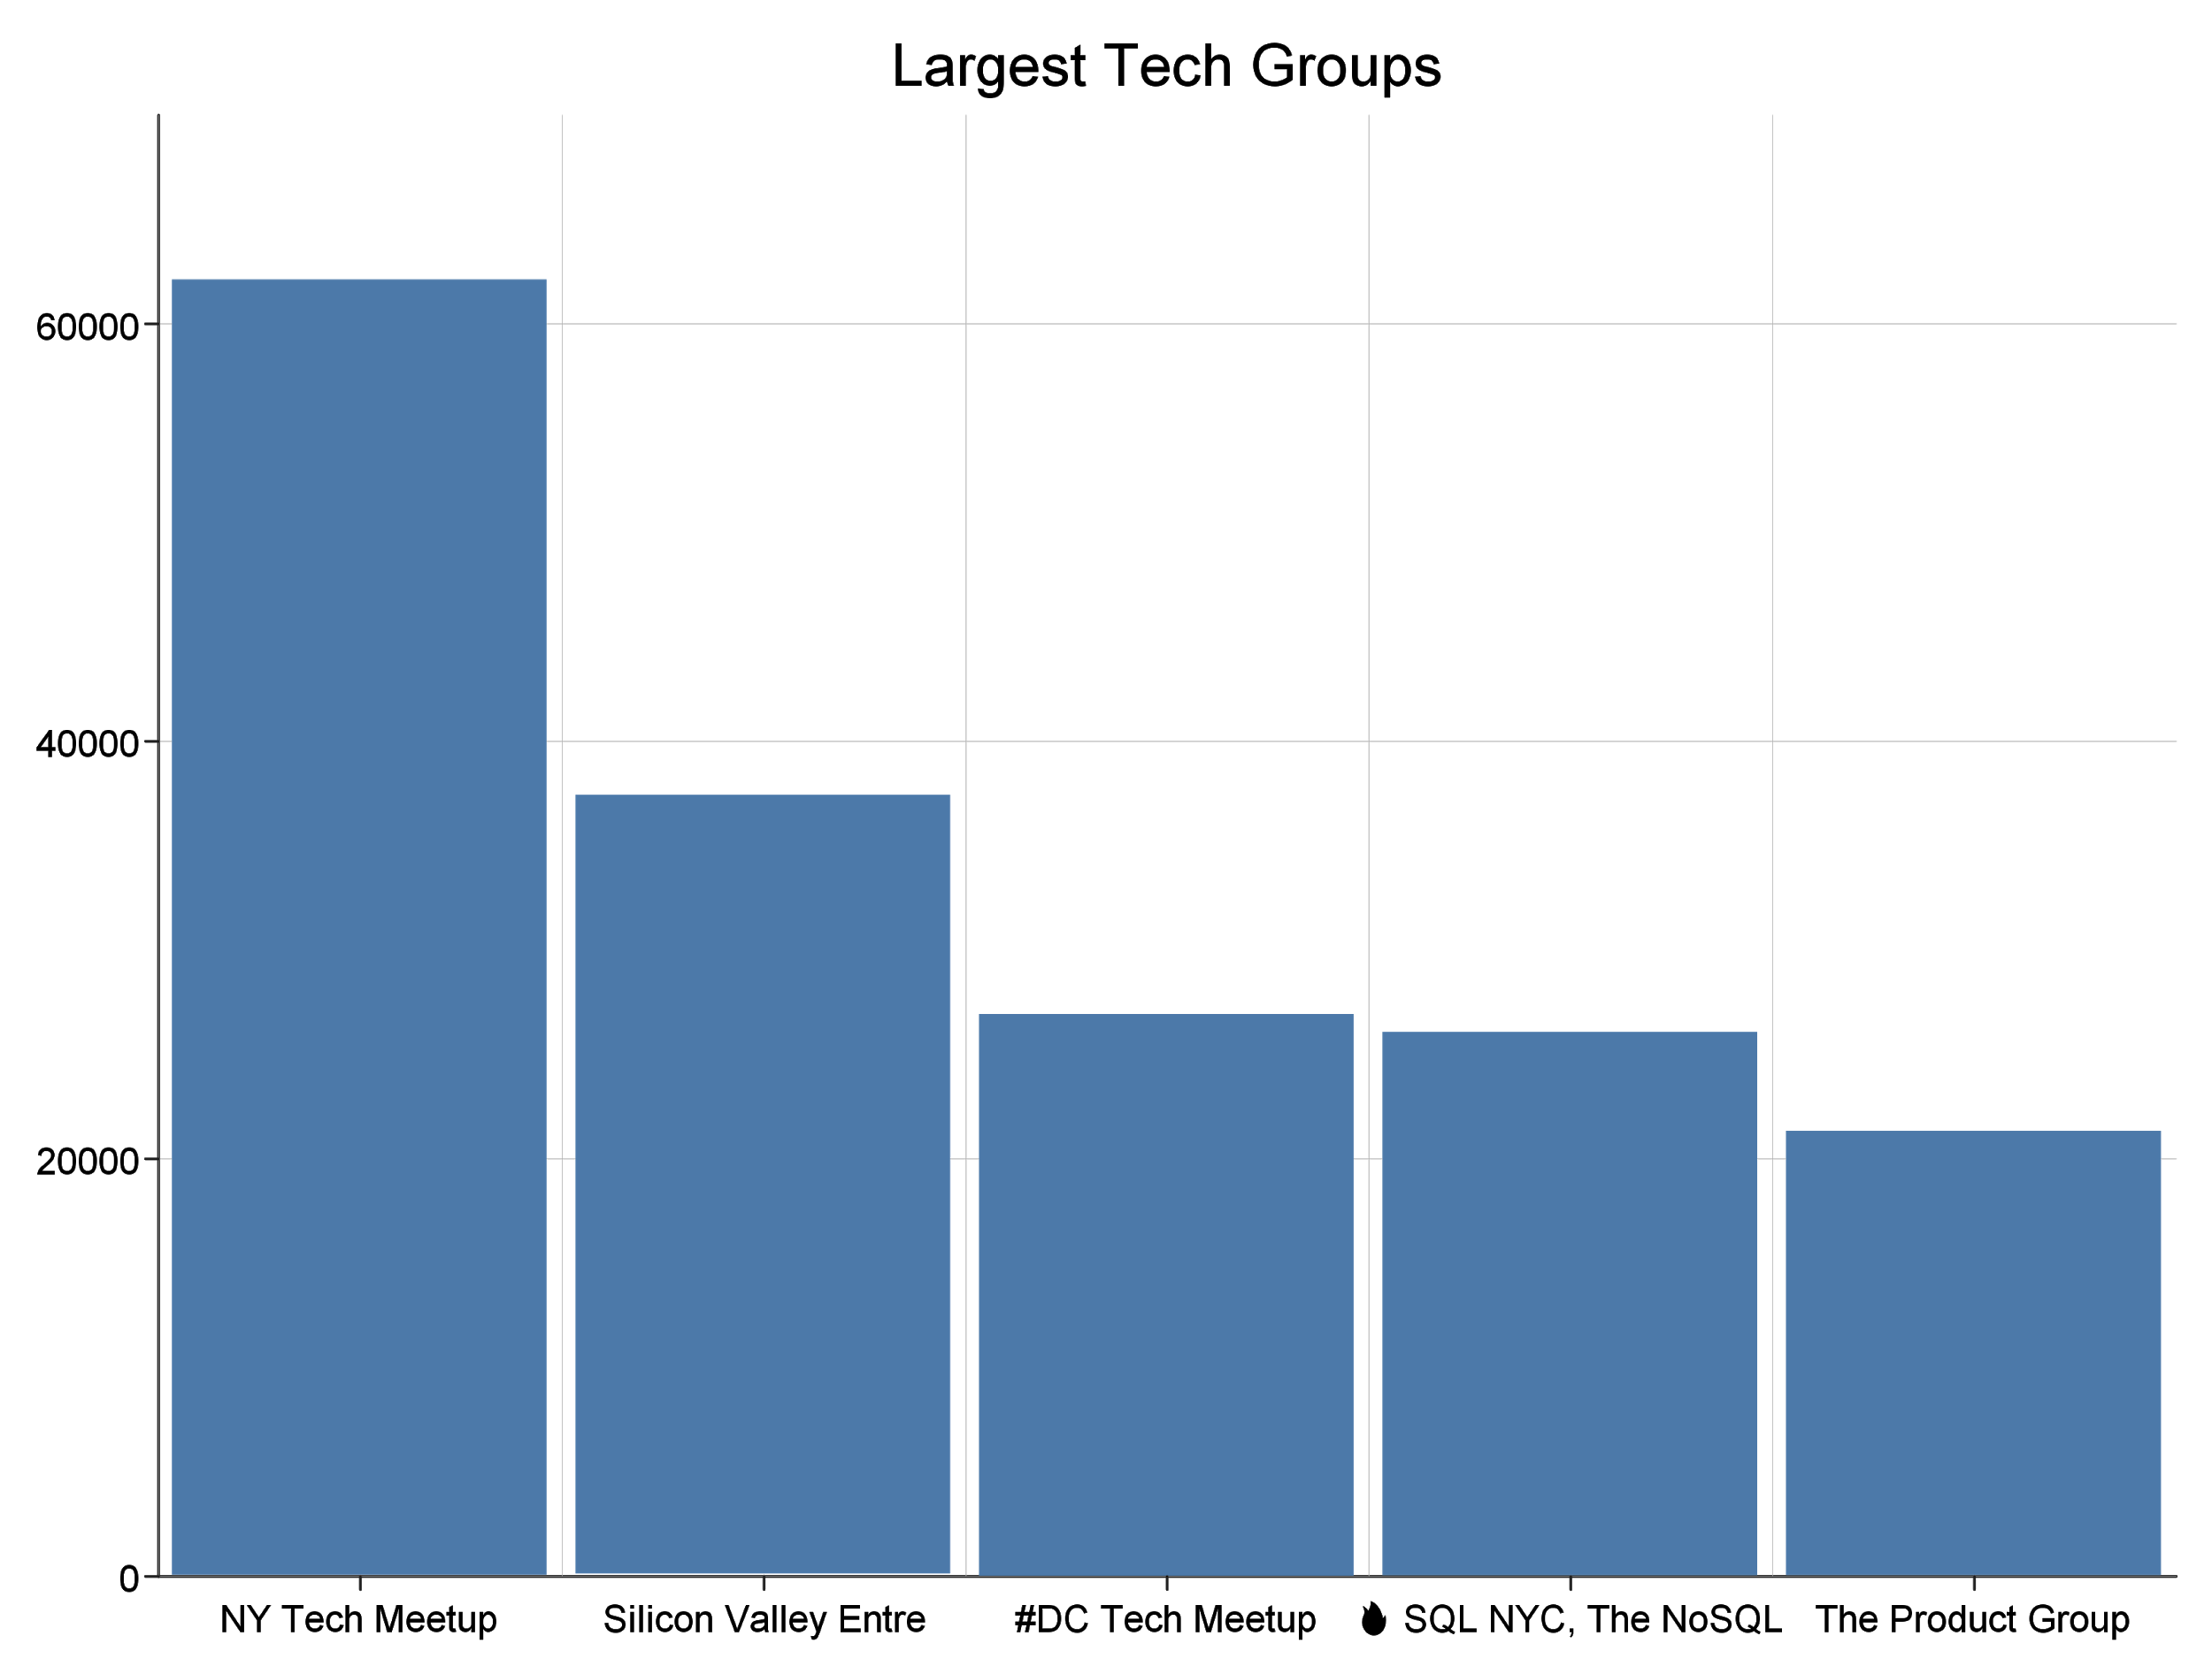 Largest Tech Groups
60000
40000
20000
0
NY Tech Meetup
Silicon Valley Entre
#DC Tech Meetup
🔥 SQL NYC, The NoSQL
The Product Group